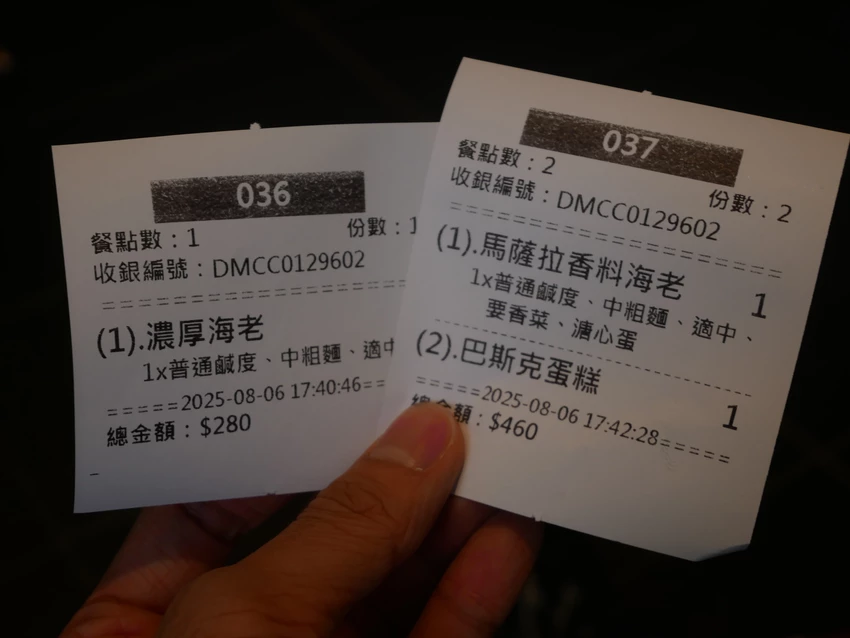 036
餐點數：1 份數：1
收銀編號：DMCC0129602
(1).濃厚海老
1x普通鹹度、中粗麵、適中
=====2025-08-06 17:40:46==
總金額：$280
037
餐點數：2 份數：2
收銀編號：DMCC0129602
(1).馬薩拉香料海老 1
1x普通鹹度、中粗麵、適中、
要香菜、溏心蛋
(2).巴斯克蛋糕 1
=====2025-08-06 17:42:28=====
總金額：$460